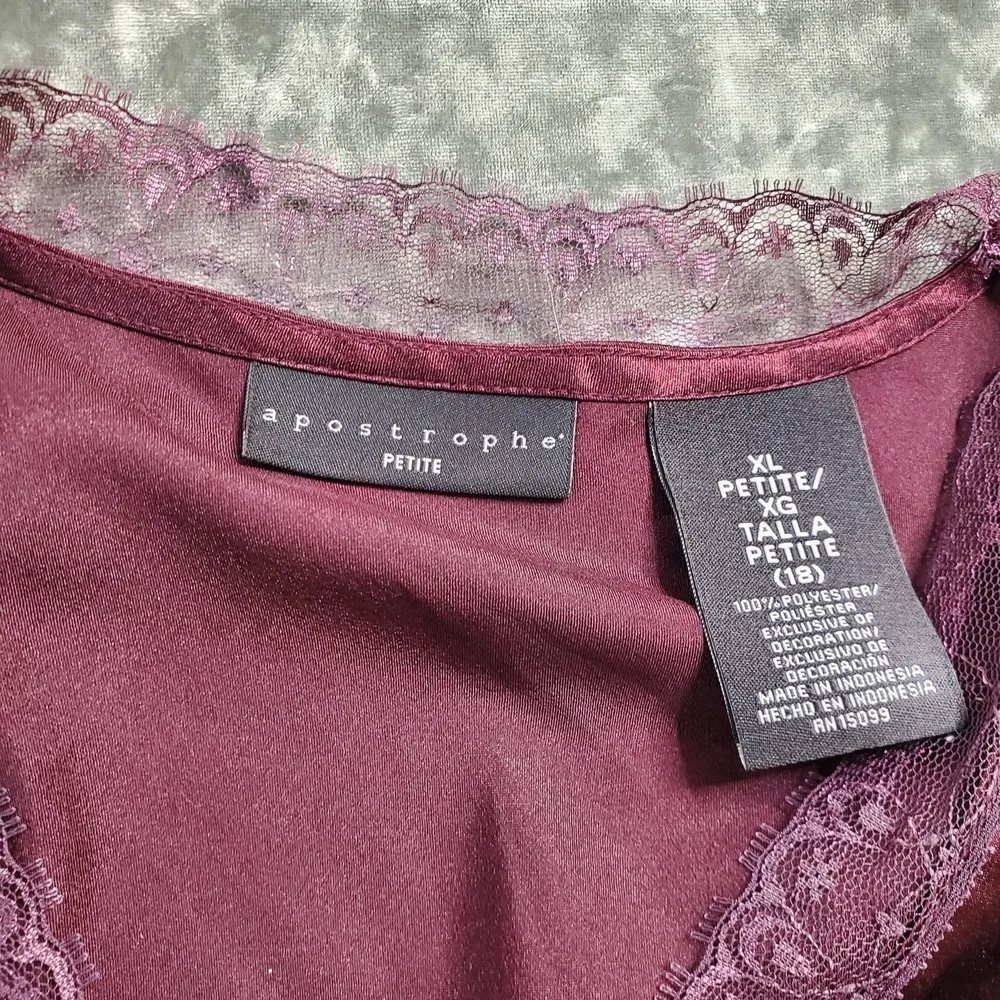 apostrophe
PETITE
XL
PETITE/
XG
TALLA
PETITE
(18)
100% POLYESTER/
POLIÉSTER
EXCLUSIVE OF
DECORATION/
EXCLUSIVO DE
DECORACIÓN
MADE IN INDONESIA
HECHO EN INDONESIA
RN15099